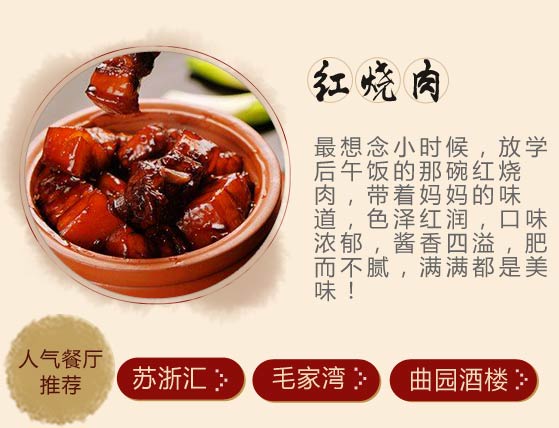 红烧肉
最想念小时候，放学
后午饭的那碗红烧
肉，带着妈妈的味
道，色泽红润，口味
浓郁，酱香四溢，肥
而不腻，满满都是美
味！
人气餐厅
推荐
苏浙汇
毛家湾
曲园酒楼